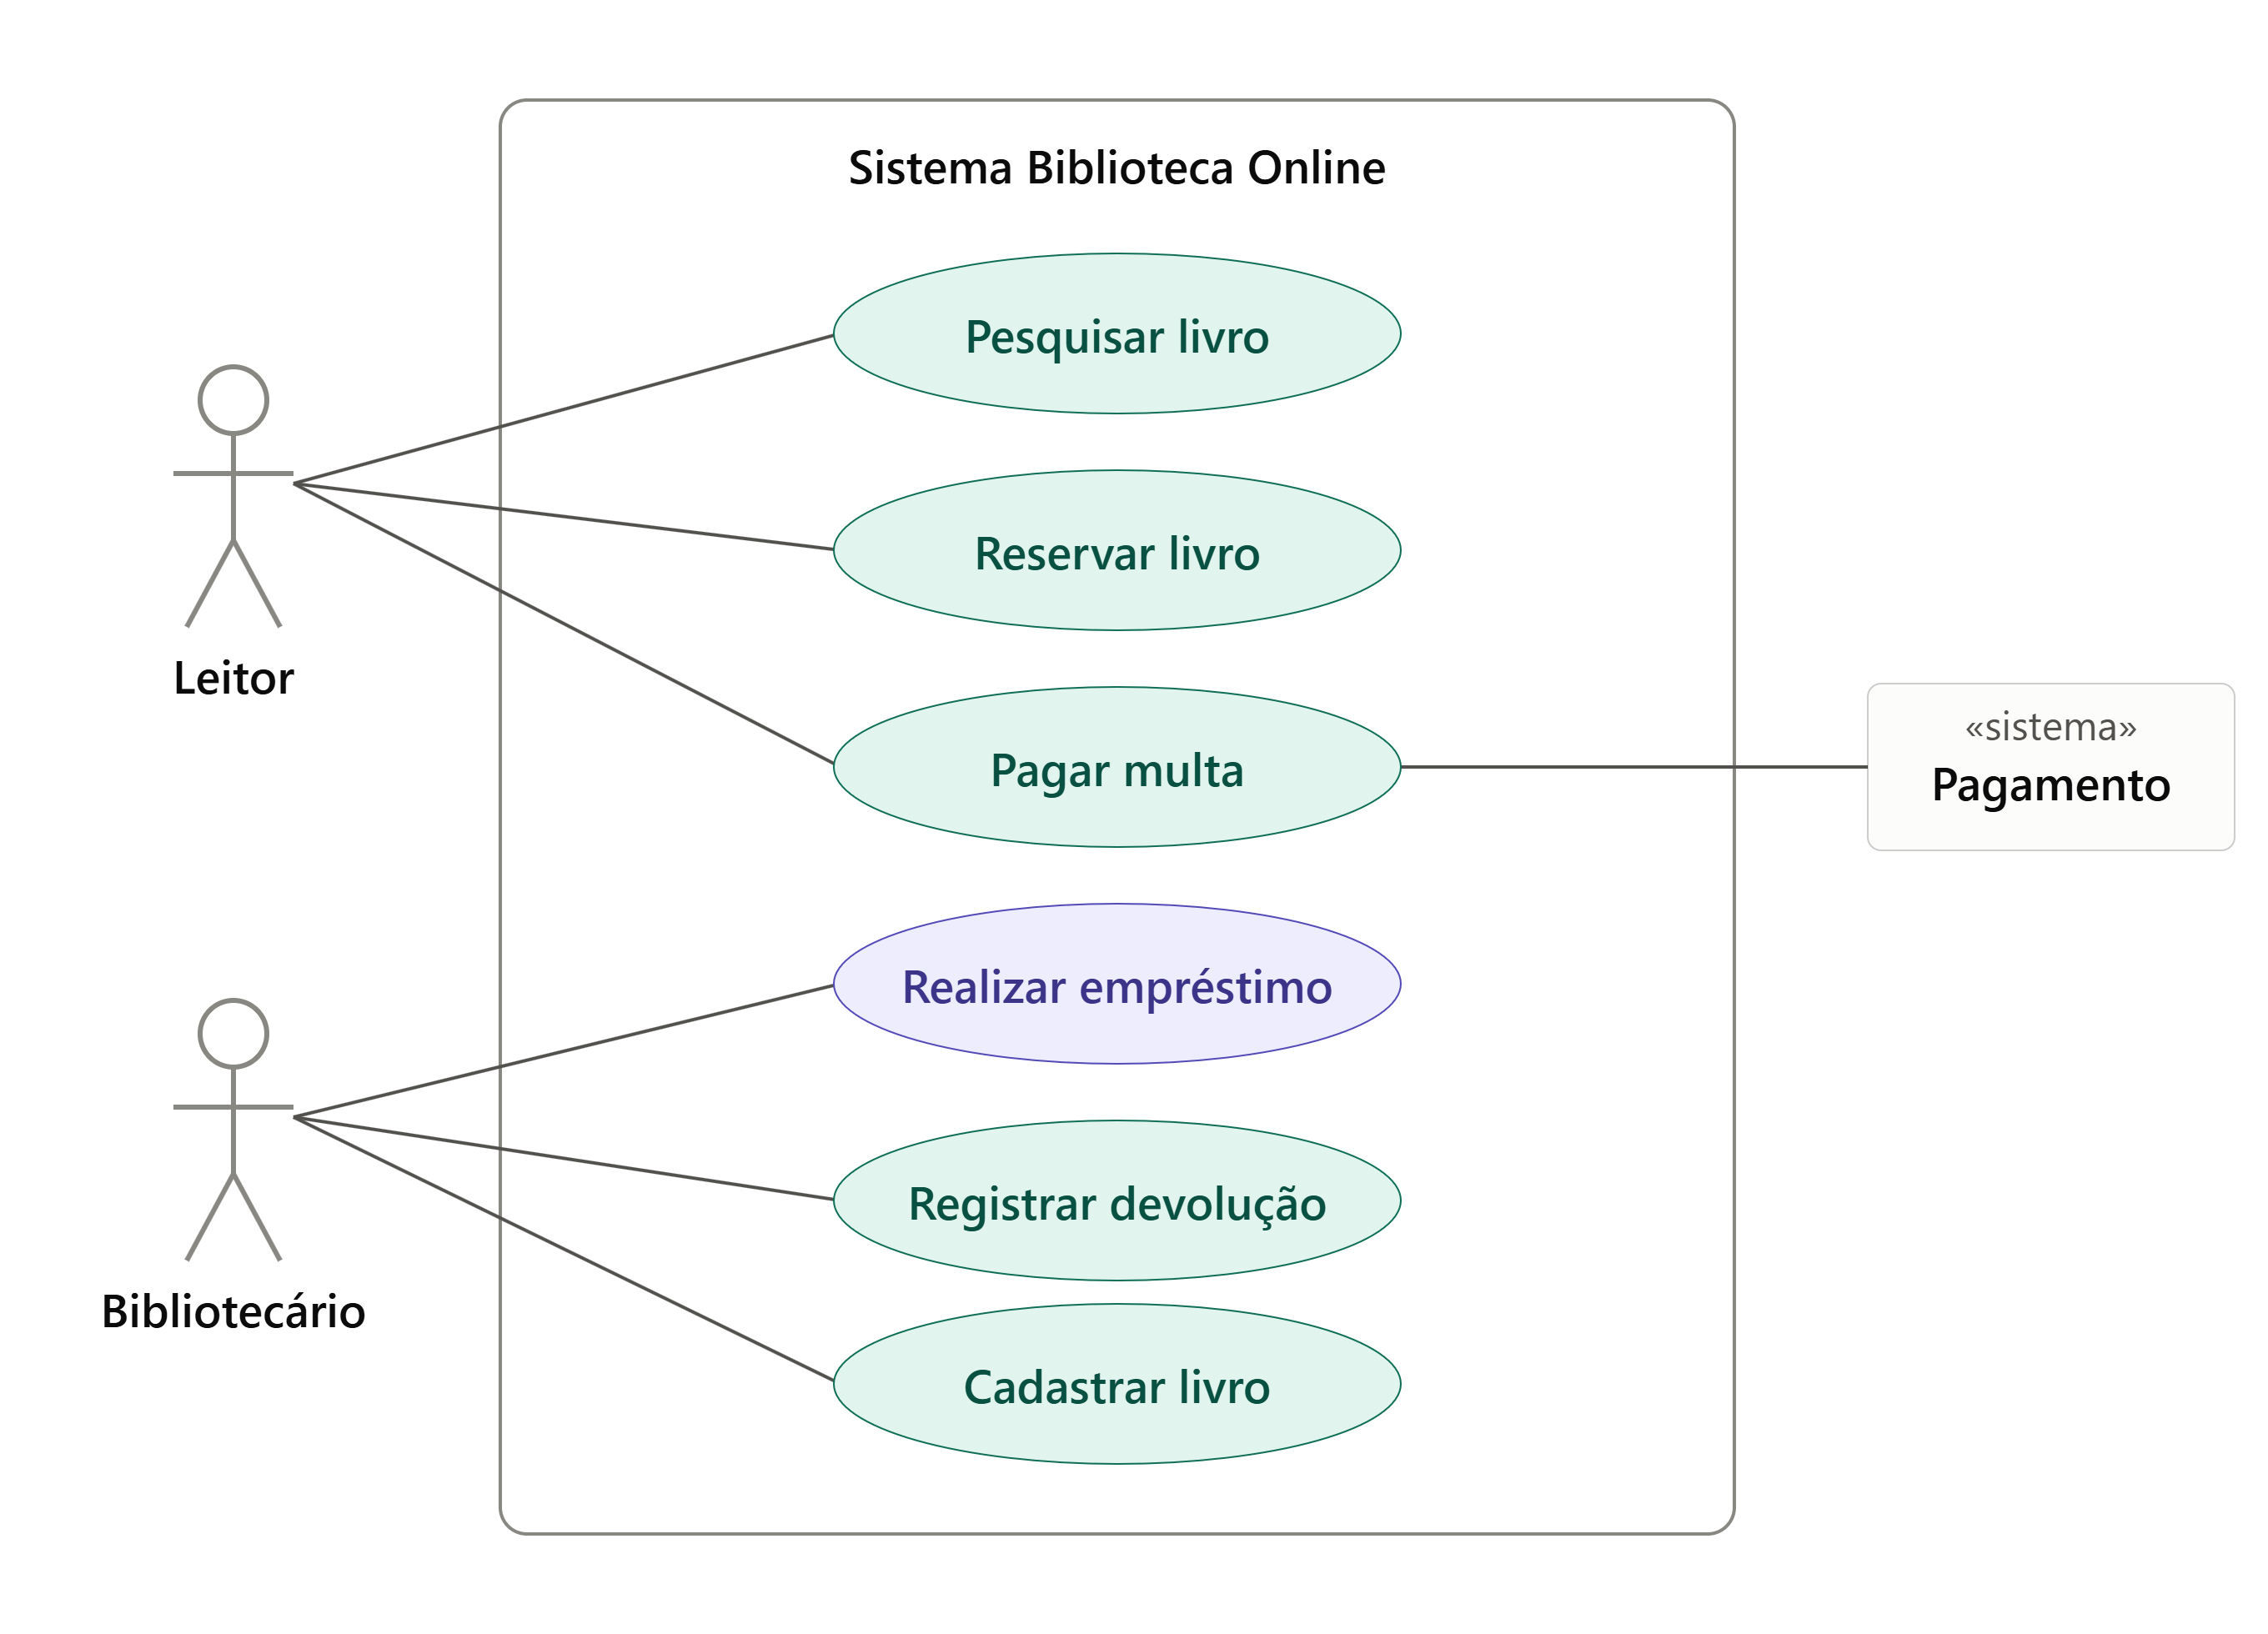 Sistema Biblioteca Online
Pesquisar livro
Reservar livro
Leitor
«sistema»
Pagamento
Pagar multa
Realizar empréstimo
Registrar devolução
Bibliotecário
Cadastrar livro